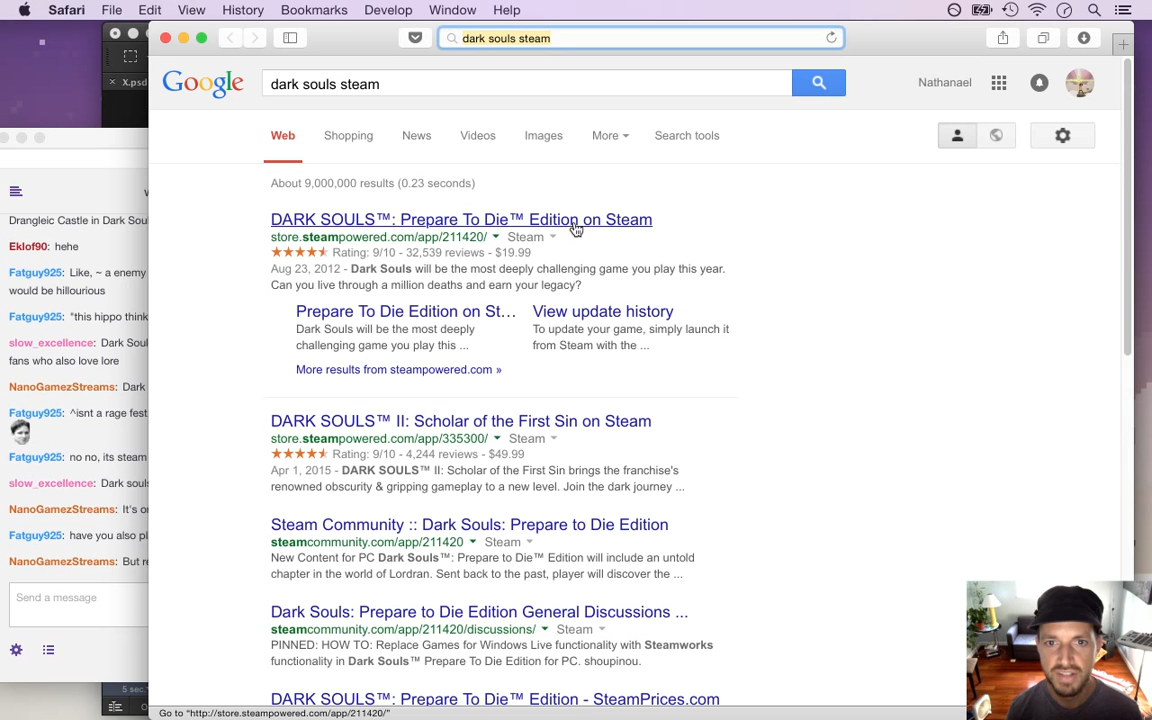 Safari File Edit View History Bookmarks Develop Window Help
dark souls steam
X.psd
Google
dark souls steam
Nathanael
Web Shopping News Videos Images More Search tools
About 9,000,000 results (0.23 seconds)
DARK SOULS™: Prepare To Die™ Edition on Steam
store.steampowered.com/app/211420/ Steam
Rating: 9/10 - 32,539 reviews - $19.99
Aug 23, 2012 - Dark Souls will be the most deeply challenging game you play this year.
Can you live through a million deaths and earn your legacy?
Prepare To Die Edition on St...
Dark Souls will be the most deeply
challenging game you play this ...
View update history
To update your game, simply launch it
from Steam with the ...
More results from steampowered.com »
DARK SOULS™ II: Scholar of the First Sin on Steam
store.steampowered.com/app/335300/ Steam
Rating: 9/10 - 4,244 reviews - $49.99
Apr 1, 2015 - DARK SOULS™ II: Scholar of the First Sin brings the franchise's
renowned obscurity & gripping gameplay to a new level. Join the dark journey ...
Steam Community :: Dark Souls: Prepare to Die Edition
steamcommunity.com/app/211420 Steam
New Content for PC Dark Souls™: Prepare to Die™ Edition will include an untold
chapter in the world of Lordran. Sent back to the past, player will discover the ...
Dark Souls: Prepare to Die Edition General Discussions ...
steamcommunity.com/app/211420/discussions/ Steam
PINNED: HOW TO: Replace Games for Windows Live functionality with Steamworks
functionality in Dark Souls™ Prepare To Die Edition for PC. shoupinou.
DARK SOULS™: Prepare To Die™ Edition - SteamPrices.com
Go to "http://store.steampowered.com/app/211420/"
Drangleic Castle in Dark Sou
Eklof90: hehe
Fatguy925: Like, ~ a enemy
would be hillourious
Fatguy925: "this hippo think
slow_excellence: Dark Soul
fans who also love lore
NanoGamezStreams: Dark
Fatguy925: ^isnt a rage fest
Fatguy925: no no, its steam
slow_excellence: Dark souls
NanoGamezStreams: It's or
Fatguy925: have you also pl
NanoGamezStreams: But re
Send a message
5 sec.